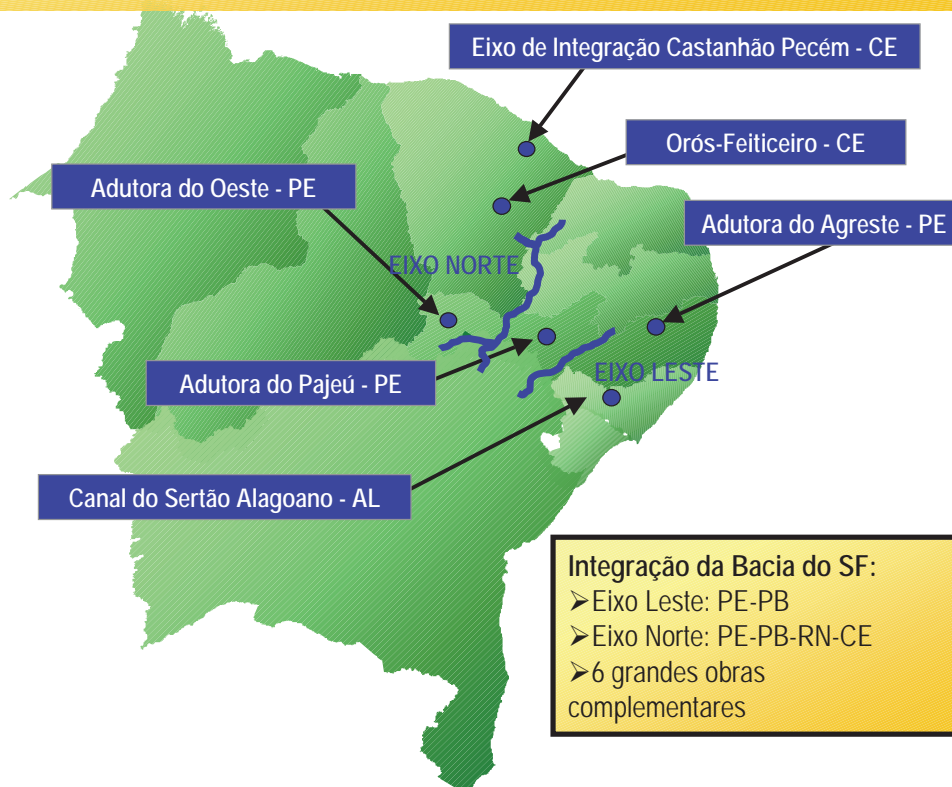 Eixo de Integração Castanhão Pecém - CE
Orós-Feiticeiro - CE
Adutora do Oeste - PE
Adutora do Agreste - PE
EIXO NORTE
Adutora do Pajeú - PE
EIXO LESTE
Canal do Sertão Alagoano - AL
Integração da Bacia do SF:
➢Eixo Leste: PE-PB
➢Eixo Norte: PE-PB-RN-CE
➢6 grandes obras
complementares